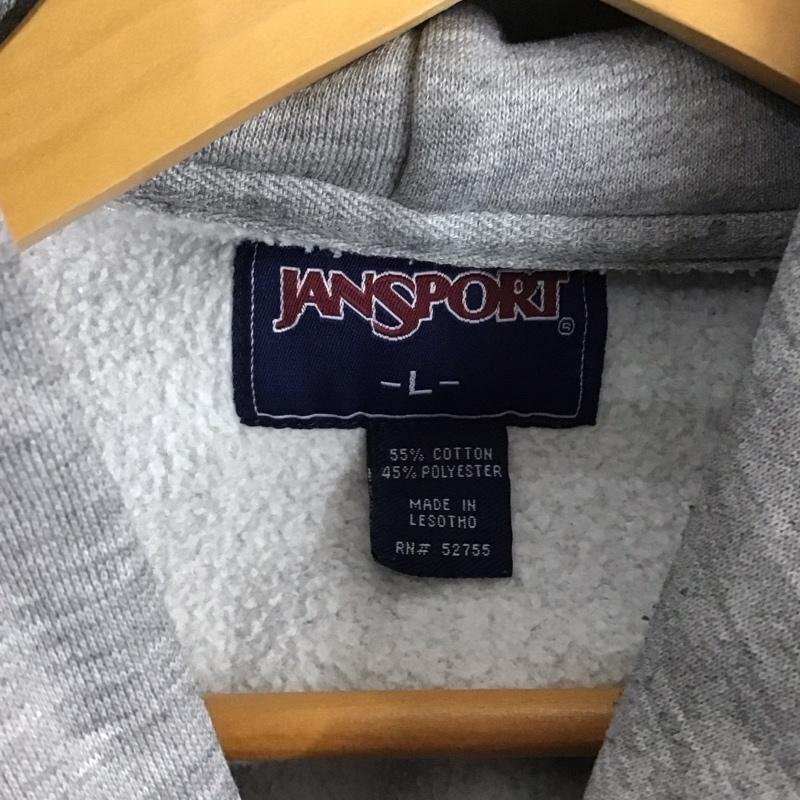 JANSPORT®
-L-
55% COTTON
45% POLYESTER
MADE IN
LESOTHO
RN# 52755